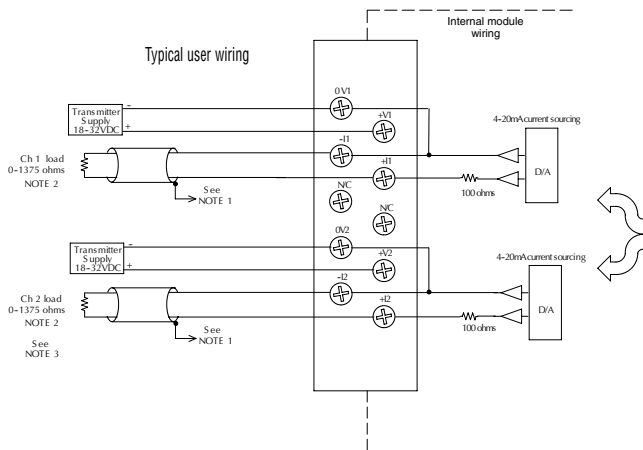 Internal module
wiring
Typical user wiring
0V1
-
Transmitter
Supply
18-32VDC
+
+V1
4-20mA current sourcing
-I1
Ch 1 load
0-1375 ohms
NOTE 2
+I1
D/A
See
NOTE 1
N/C
100 ohms
N/C
0V2
-
Transmitter
Supply
18-32VDC
+
+V2
4-20mA current sourcing
-I2
Ch 2 load
0-1375 ohms
NOTE 2
+I2
D/A
See
NOTE 1
100 ohms
See
NOTE 3